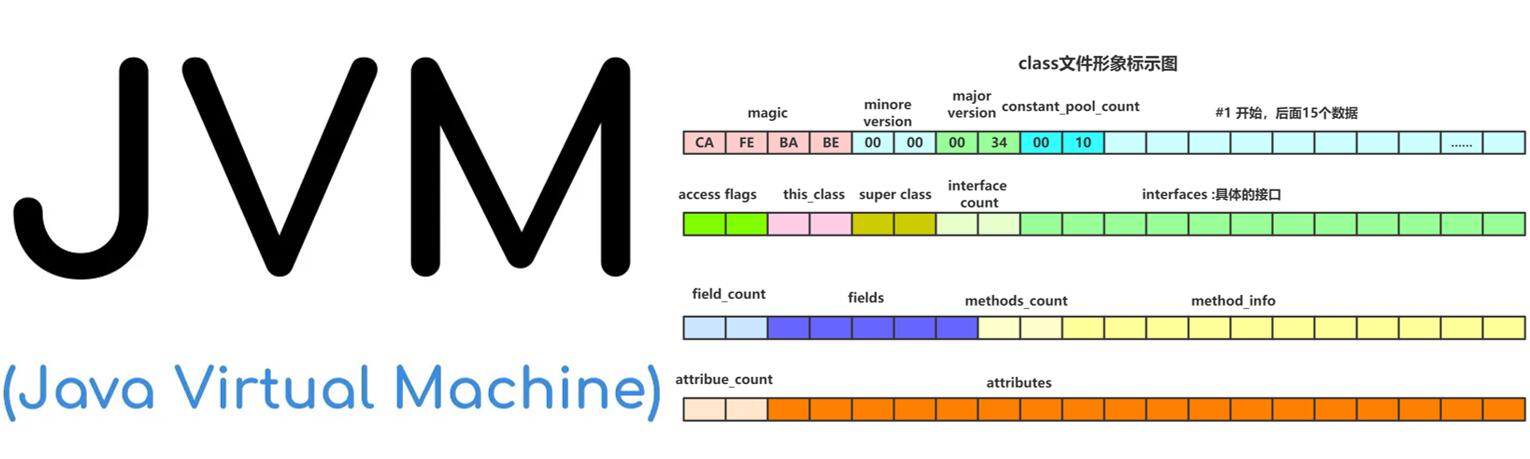 JVM
(Java Virtual Machine)
class文件形象标示图
magic
minore
version
major
version
constant_pool_count
#1 开始，后面15个数据
CA FE BA BE 00 00 00 34 00 10 ......
access flags
this_class
super class
interface
count
interfaces :具体的接口
field_count
fields
methods_count
method_info
attribue_count
attributes